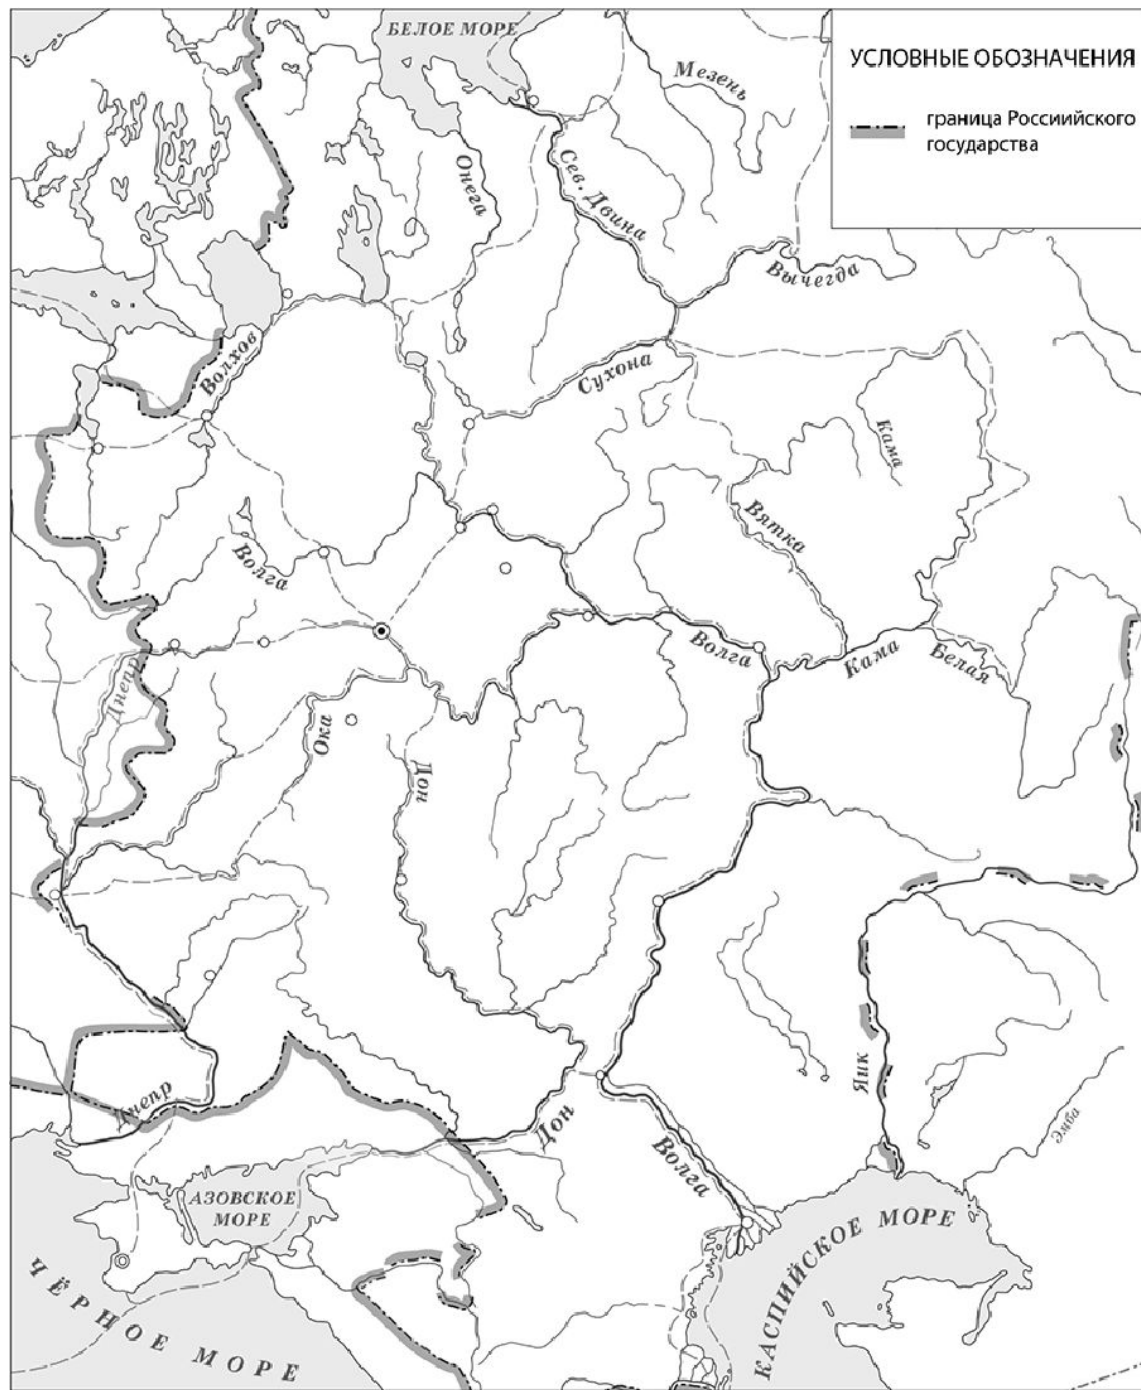 БЕЛОЕ МОРЕ
УСЛОВНЫЕ ОБОЗНАЧЕНИЯ
граница Россиийского
государства
Мезень
Онега
Сев. Двина
Вычегда
Волхов
Сухона
Кама
Вятка
Волга
Волга
Кама
Белая
Днепр
Ока
Дон
Яик
Эмба
Днепр
Дон
Волга
АЗОВСКОЕ
МОРЕ
ЧЁРНОЕ МОРЕ
КАСПИЙСКОЕ МОРЕ